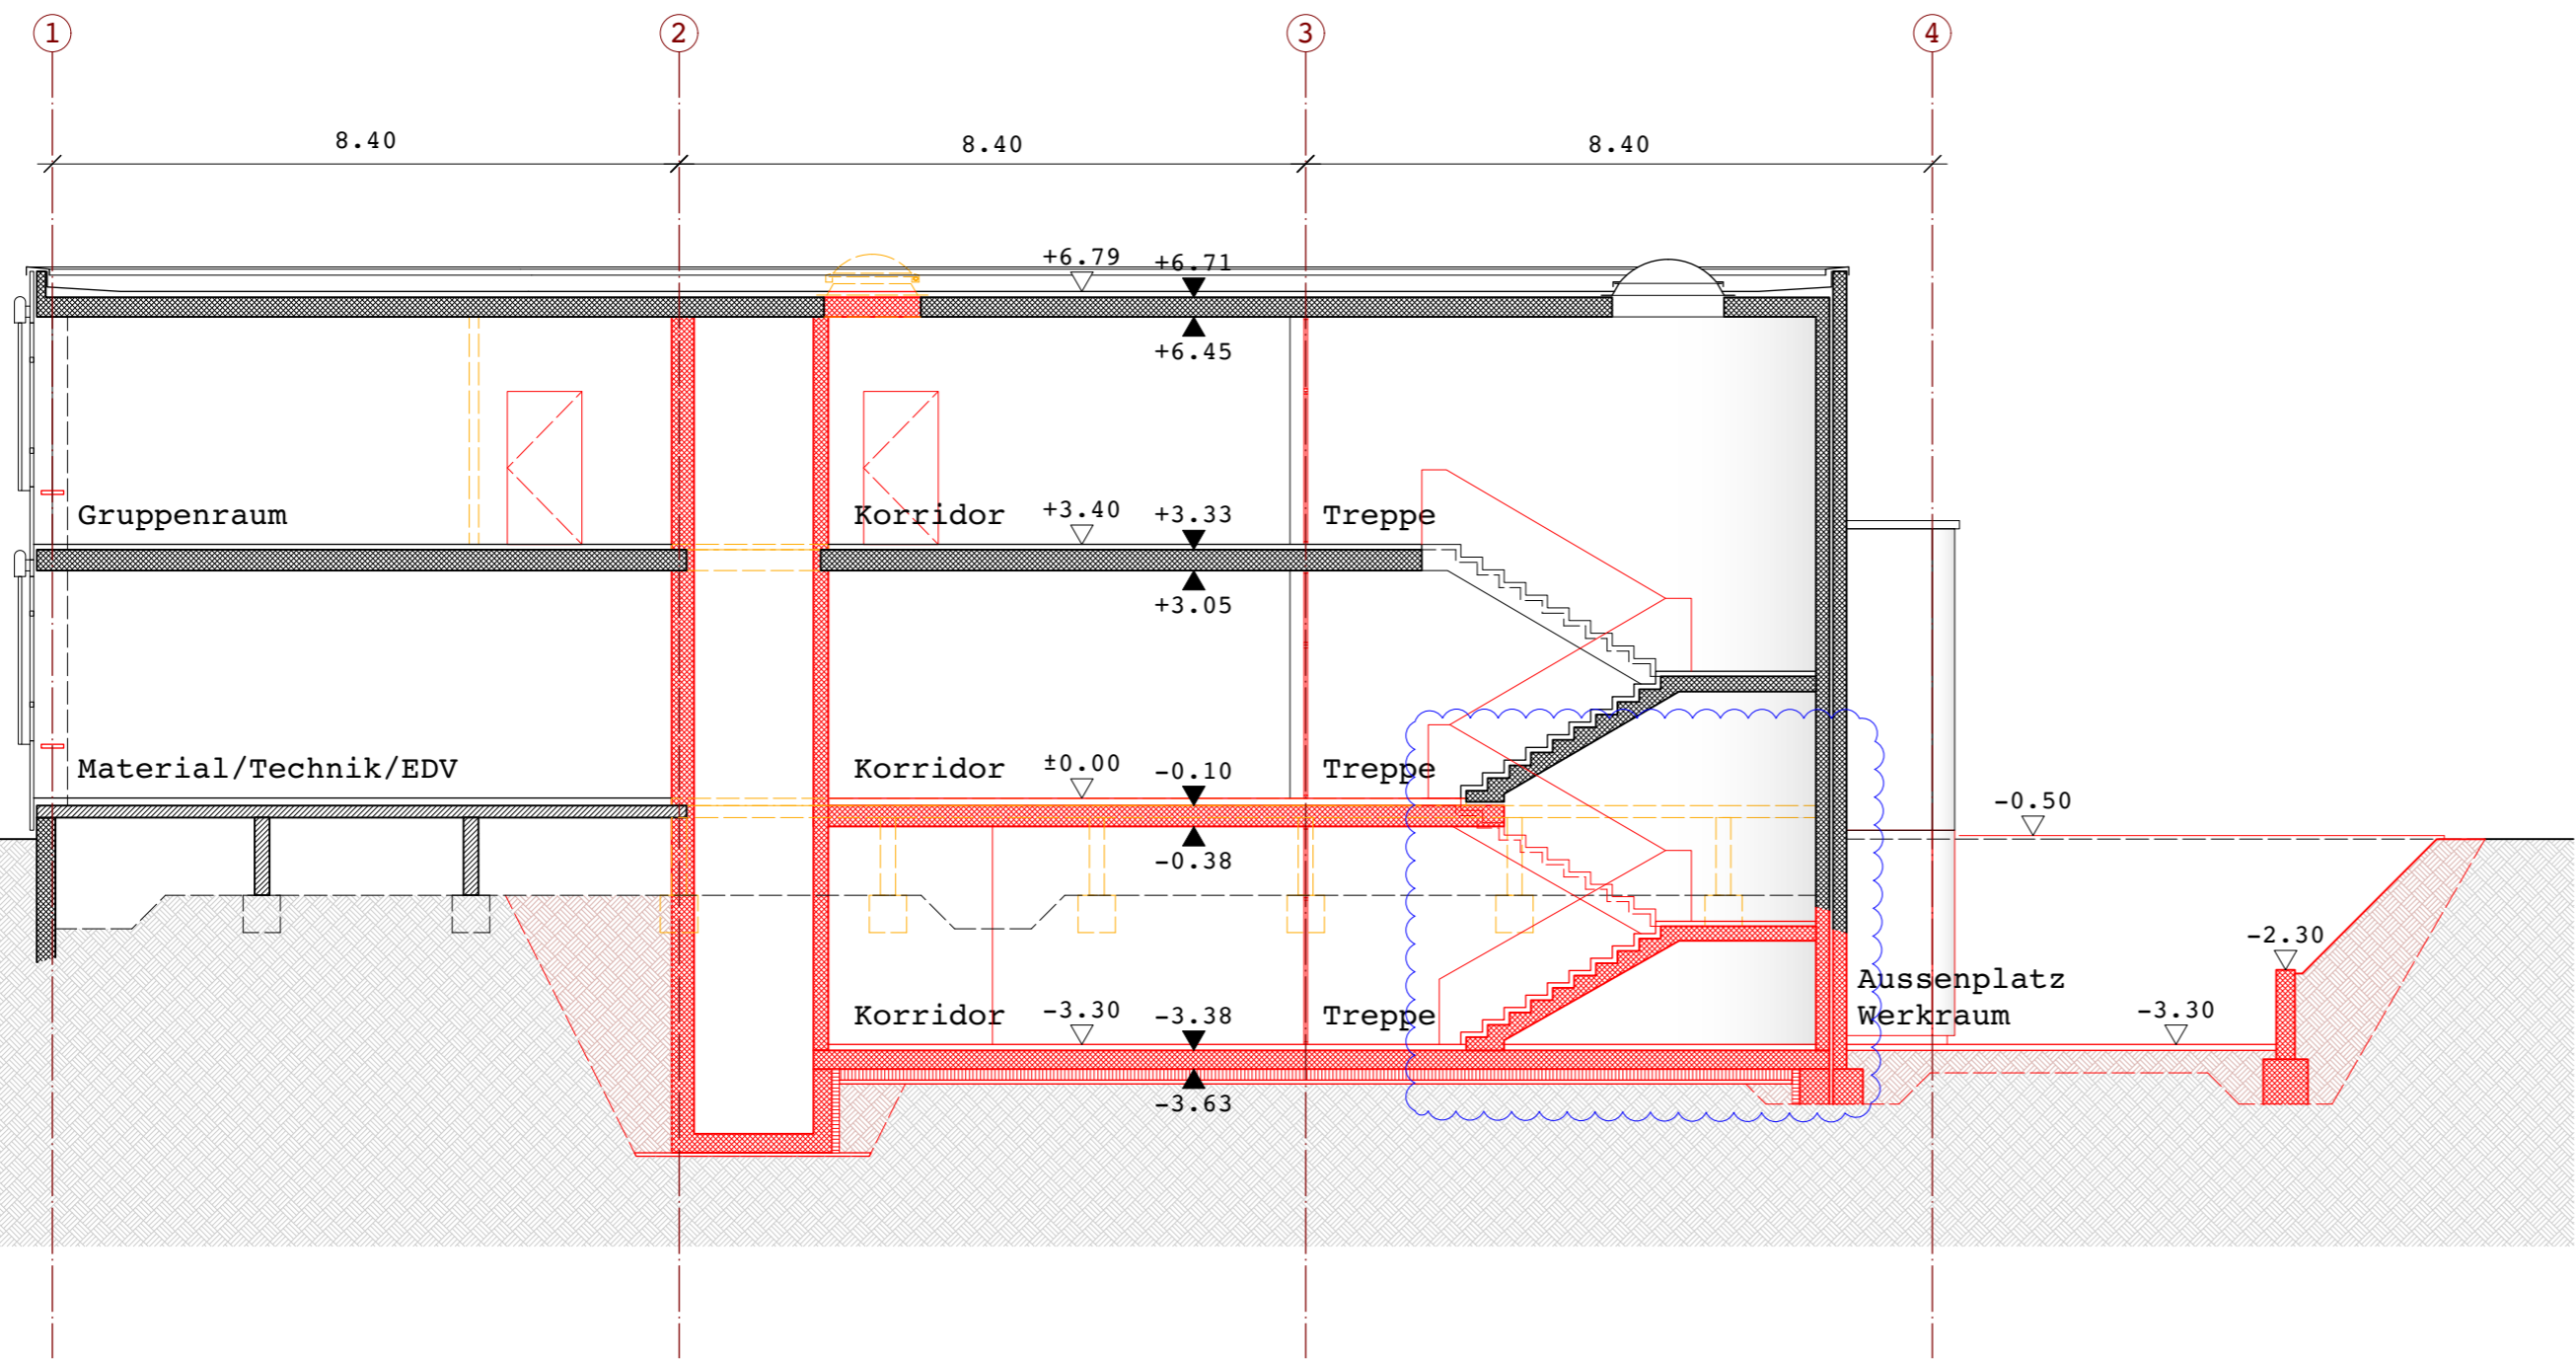 1 2 3 4
8.40 8.40 8.40
+6.79 +6.71
+6.45
Gruppenraum Korridor +3.40 +3.33 Treppe
+3.05
Material/Technik/EDV Korridor ±0.00 -0.10 Treppe
-0.50
-0.38
-2.30
Aussenplatz
Korridor -3.30 -3.38 Treppe Werkraum -3.30
-3.63